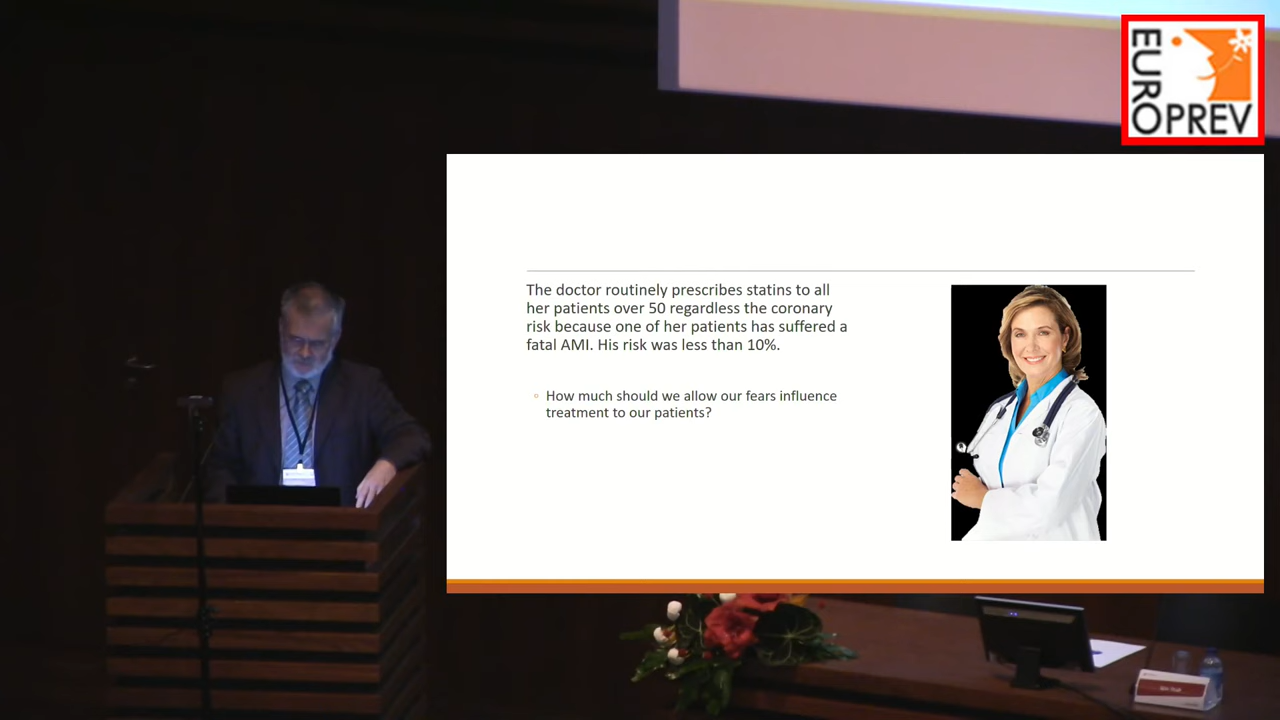 EUROPREV
The doctor routinely prescribes statins to all
her patients over 50 regardless the coronary
risk because one of her patients has suffered a
fatal AMI. His risk was less than 10%.
How much should we allow our fears influence
treatment to our patients?